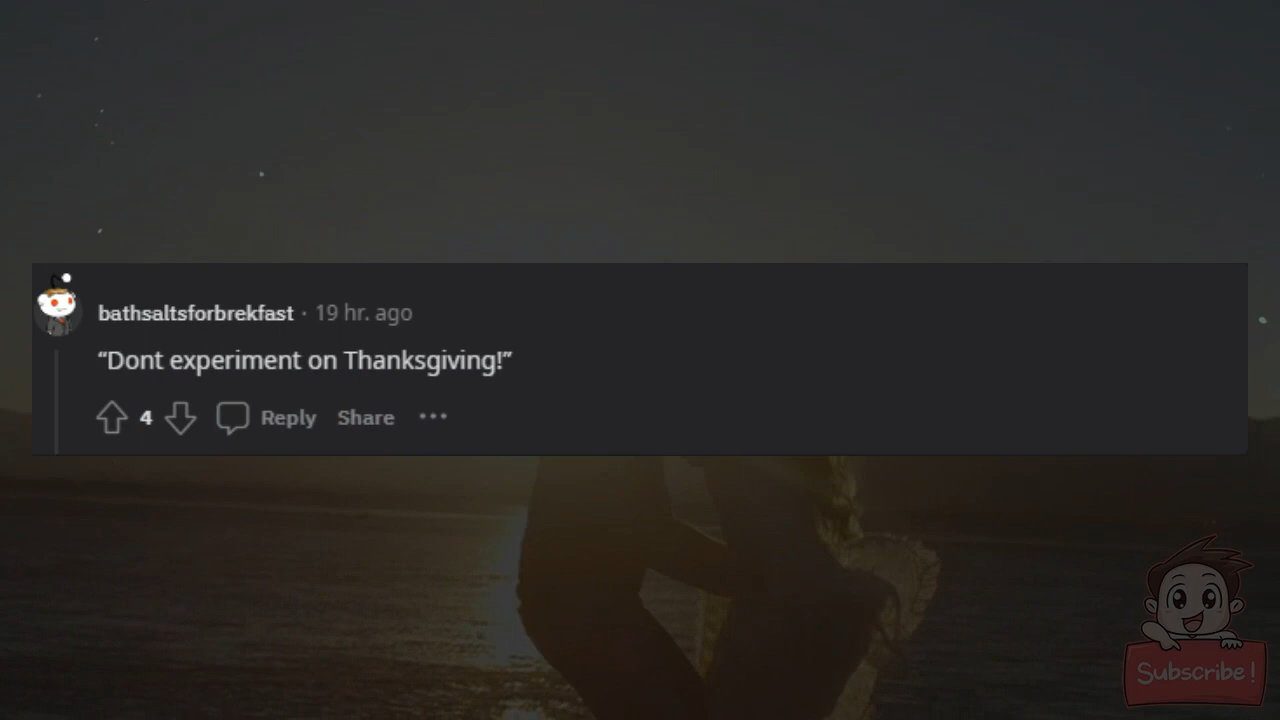 bathsaltsforbrekfast · 19 hr. ago
“Dont experiment on Thanksgiving!”
4 Reply Share ···
Subscribe!